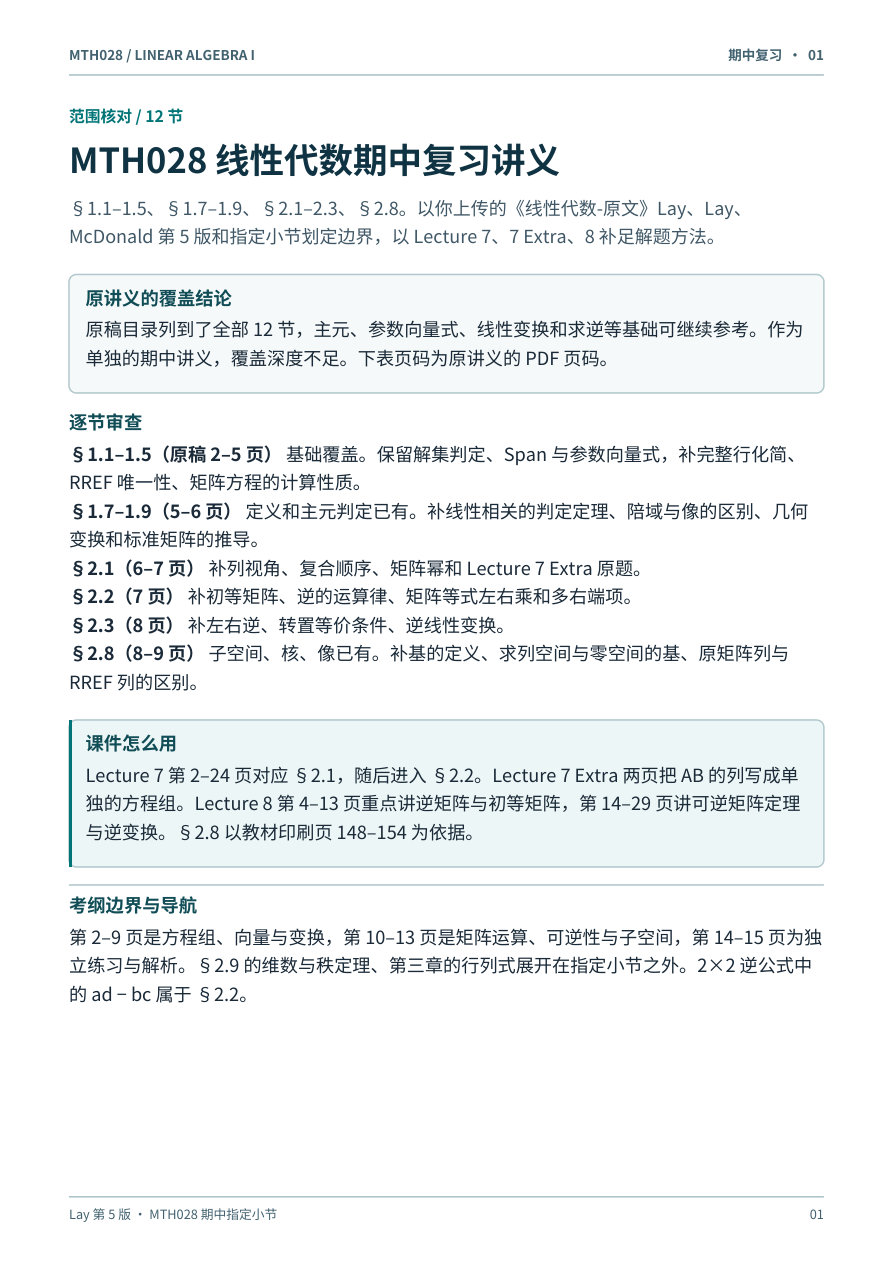 MTH028 / LINEAR ALGEBRA I
期中复习 · 01
范围核对 / 12 节
MTH028 线性代数期中复习讲义
§1.1–1.5、§1.7–1.9、§2.1–2.3、§2.8。以你上传的《线性代数-原文》Lay、Lay、
McDonald 第 5 版和指定小节划定边界，以 Lecture 7、7 Extra、8 补足解题方法。
原讲义的覆盖结论
原稿目录列到了全部 12 节，主元、参数向量式、线性变换和求逆等基础可继续参考。作为
单独的期中讲义，覆盖深度不足。下表页码为原讲义的 PDF 页码。
逐节审查
§1.1–1.5（原稿 2–5 页） 基础覆盖。保留解集判定、Span 与参数向量式，补完整行化简、
RREF 唯一性、矩阵方程的计算性质。
§1.7–1.9（5–6 页） 定义和主元判定已有。补线性相关的判定定理、陪域与像的区别、几何
变换和标准矩阵的推导。
§2.1（6–7 页） 补列视角、复合顺序、矩阵幂和 Lecture 7 Extra 原题。
§2.2（7 页） 补初等矩阵、逆的运算律、矩阵等式左右乘和多右端项。
§2.3（8 页） 补左右逆、转置等价条件、逆线性变换。
§2.8（8–9 页） 子空间、核、像已有。补基的定义、求列空间与零空间的基、原矩阵列与
RREF 列的区别。
课件怎么用
Lecture 7 第 2–24 页对应 §2.1，随后进入 §2.2。Lecture 7 Extra 两页把 AB 的列写成单
独的方程组。Lecture 8 第 4–13 页重点讲逆矩阵与初等矩阵，第 14–29 页讲可逆矩阵定理
与逆变换。§2.8 以教材印刷页 148–154 为依据。
考纲边界与导航
第 2–9 页是方程组、向量与变换，第 10–13 页是矩阵运算、可逆性与子空间，第 14–15 页为独
立练习与解析。§2.9 的维数与秩定理、第三章的行列式展开在指定小节之外。2×2 逆公式中
的 ad − bc 属于 §2.2。
Lay 第 5 版 · MTH028 期中指定小节
01